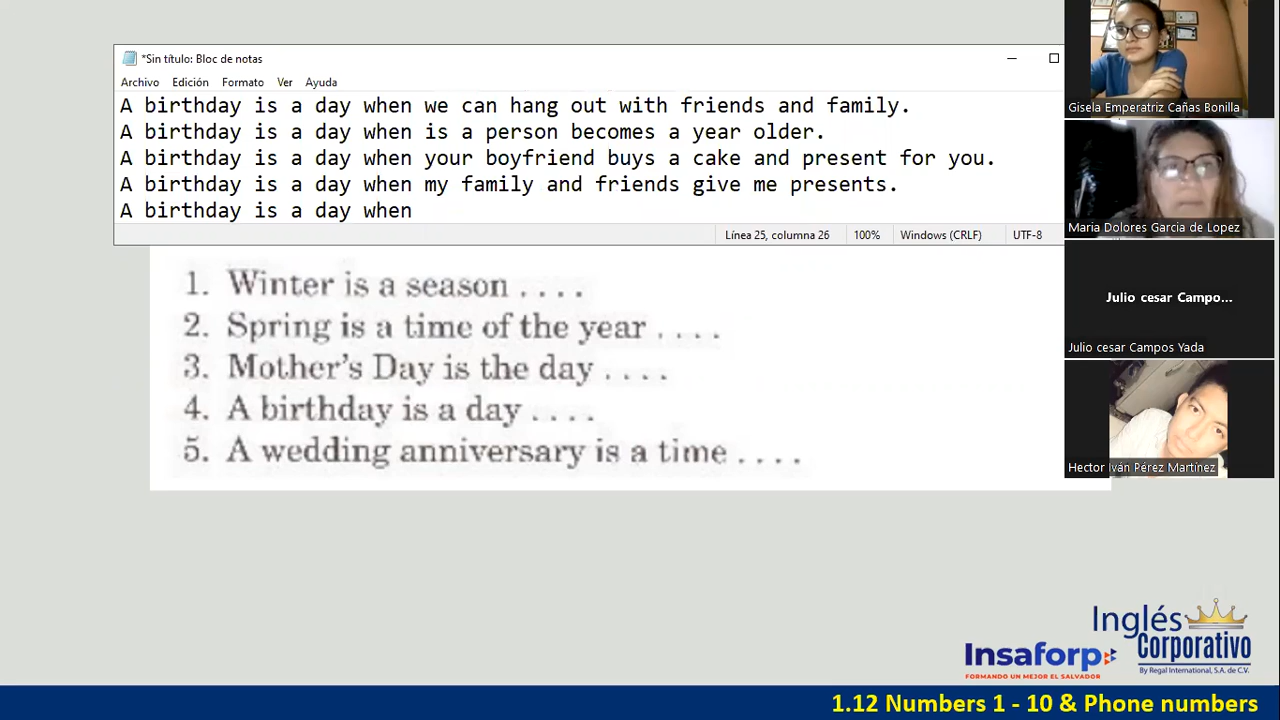 *Sin título: Bloc de notas
Archivo Edición Formato Ver Ayuda
A birthday is a day when we can hang out with friends and family.
A birthday is a day when is a person becomes a year older.
A birthday is a day when your boyfriend buys a cake and present for you.
A birthday is a day when my family and friends give me presents.
A birthday is a day when
Línea 25, columna 26 100% Windows (CRLF) UTF-8
1. Winter is a season . . . .
2. Spring is a time of the year . . . .
3. Mother's Day is the day . . . .
4. A birthday is a day . . . .
5. A wedding anniversary is a time . . . .
Gisela Emperatriz Cañas Bonilla
Maria Dolores Garcia de Lopez
Julio cesar Campo...
Julio cesar Campos Yada
Hector Iván Pérez Martínez
Inglés
Corporativo
By Regal International, S.A. de C.V.
Insaforp
FORMANDO UN MEJOR EL SALVADOR
1.12 Numbers 1 - 10 & Phone numbers